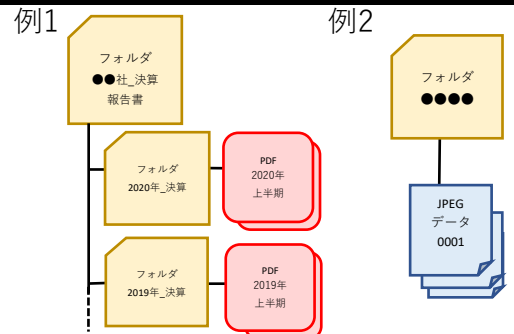 例1
フォルダ
●●社_決算
報告書
フォルダ
2020年_決算
PDF
2020年
上半期
フォルダ
2019年_決算
PDF
2019年
上半期
例2
フォルダ
●●●●
JPEG
データ
0001